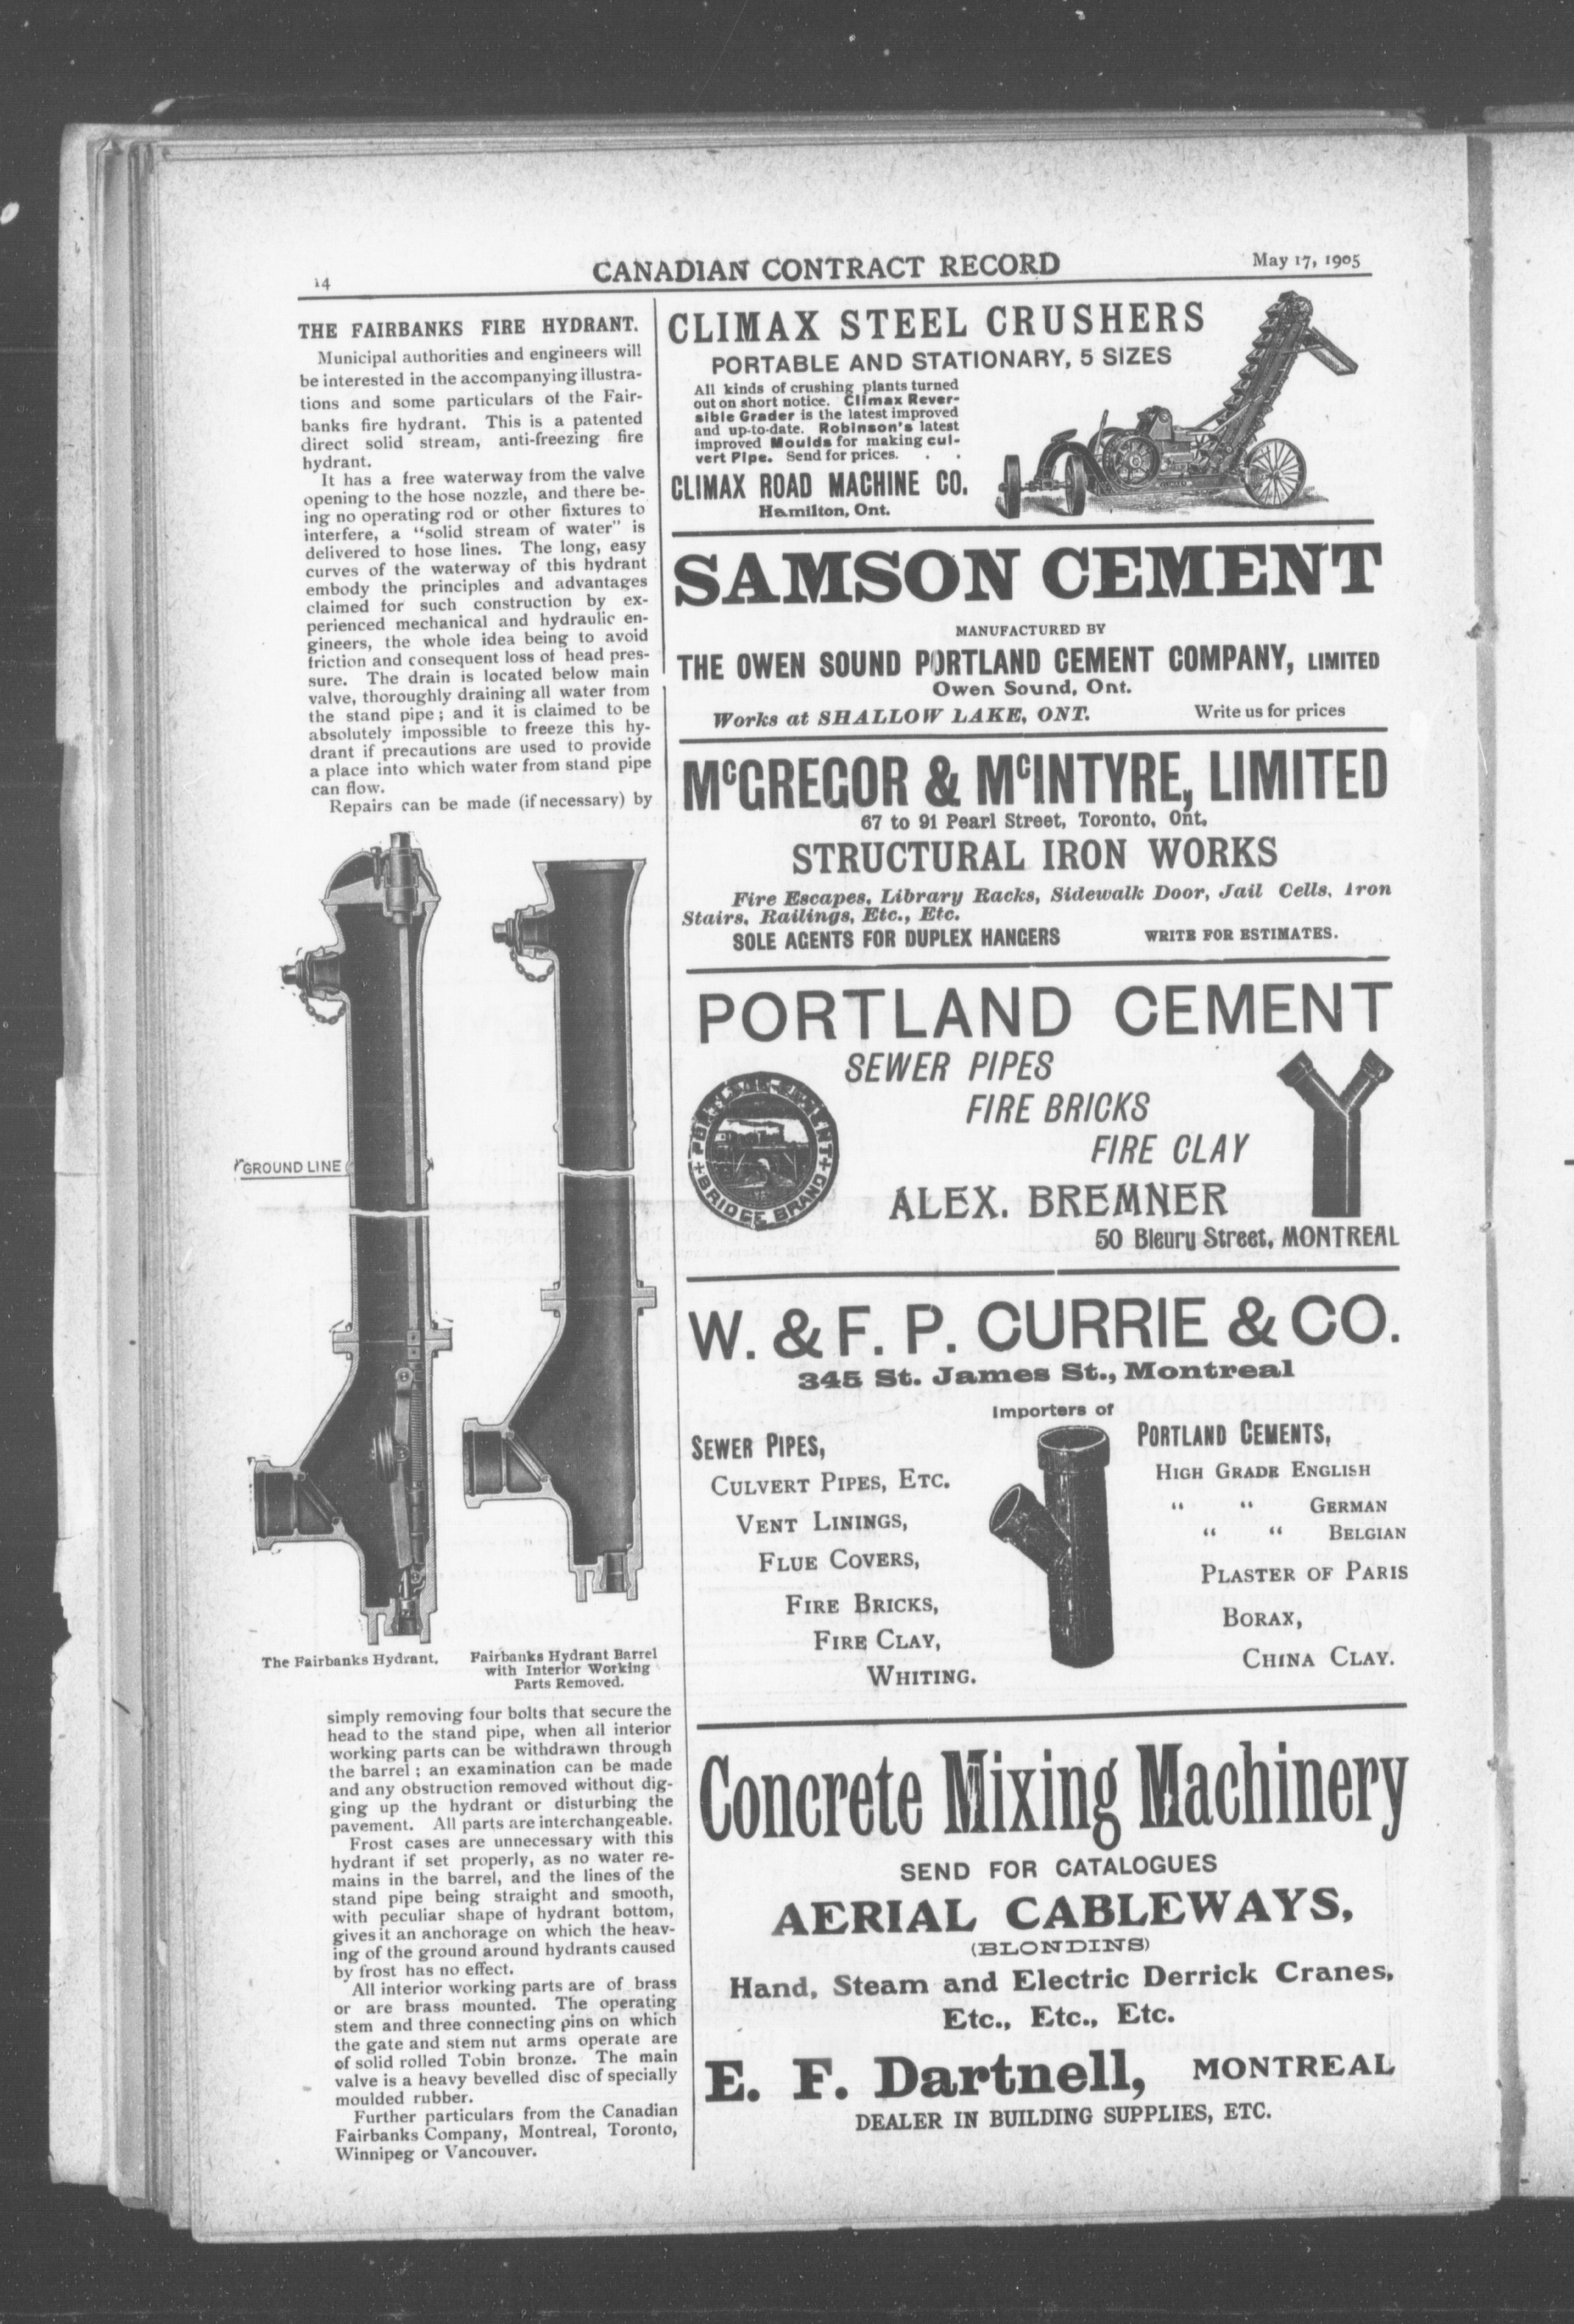 14
CANADIAN CONTRACT RECORD
May 17, 1905
THE FAIRBANKS FIRE HYDRANT.
Municipal authorities and engineers will
be interested in the accompanying illustra-
tions and some particulars of the Fair-
banks fire hydrant. This is a patented
direct solid stream, anti-freezing fire
hydrant.
It has a free waterway from the valve
opening to the hose nozzle, and there be-
ing no operating rod or other fixtures to
interfere, a "solid stream of water" is
delivered to hose lines. The long, easy
curves of the waterway of this hydrant
embody the principles and advantages
claimed for such construction by ex-
perienced mechanical and hydraulic en-
gineers, the whole idea being to avoid
friction and consequent loss of head pres-
sure. The drain is located below main
valve, thoroughly draining all water from
the stand pipe; and it is claimed to be
absolutely impossible to freeze this hy-
drant if precautions are used to provide
a place into which water from stand pipe
can flow.
Repairs can be made (if necessary) by
GROUND LINE
The Fairbanks Hydrant.
Fairbanks Hydrant Barrel
with Interior Working
Parts Removed.
simply removing four bolts that secure the
head to the stand pipe, when all interior
working parts can be withdrawn through
the barrel; an examination can be made
and any obstruction removed without dig-
ging up the hydrant or disturbing the
pavement. All parts are interchangeable.
Frost cases are unnecessary with this
hydrant if set properly, as no water re-
mains in the barrel, and the lines of the
stand pipe being straight and smooth,
with peculiar shape of hydrant bottom,
gives it an anchorage on which the heav-
ing of the ground around hydrants caused
by frost has no effect.
All interior working parts are of brass
or are brass mounted. The operating
stem and three connecting pins on which
the gate and stem nut arms operate are
of solid rolled Tobin bronze. The main
valve is a heavy bevelled disc of specially
moulded rubber.
Further particulars from the Canadian
Fairbanks Company, Montreal, Toronto,
Winnipeg or Vancouver.
CLIMAX STEEL CRUSHERS
PORTABLE AND STATIONARY, 5 SIZES
All kinds of crushing plants turned
out on short notice. Climax Rever-
sible Grader is the latest improved
and up-to-date. Robinson's latest
improved Moulds for making cul-
vert Pipe. Send for prices. . .
CLIMAX ROAD MACHINE CO.
Hamilton, Ont.
SAMSON CEMENT
MANUFACTURED BY
THE OWEN SOUND PORTLAND CEMENT COMPANY, LIMITED
Owen Sound, Ont.
Works at SHALLOW LAKE, ONT. Write us for prices
McGREGOR & McINTYRE, LIMITED
67 to 91 Pearl Street, Toronto, Ont.
STRUCTURAL IRON WORKS
Fire Escapes, Library Racks, Sidewalk Door, Jail Cells, Iron
Stairs, Railings, Etc., Etc.
SOLE AGENTS FOR DUPLEX HANGERS WRITE FOR ESTIMATES.
PORTLAND CEMENT
SEWER PIPES
FIRE BRICKS
FIRE CLAY
PORTLAND CEMENT
BRIDGE BRAND
ALEX. BREMNER
50 Bleury Street, MONTREAL
W. & F. P. CURRIE & CO.
345 St. James St., Montreal
Importers of
SEWER PIPES,
CULVERT PIPES, ETC.
VENT LININGS,
FLUE COVERS,
FIRE BRICKS,
FIRE CLAY,
WHITING.
PORTLAND CEMENTS,
HIGH GRADE ENGLISH
" " GERMAN
" " BELGIAN
PLASTER OF PARIS
BORAX,
CHINA CLAY.
Concrete Mixing Machinery
SEND FOR CATALOGUES
AERIAL CABLEWAYS,
(BLONDINS)
Hand, Steam and Electric Derrick Cranes,
Etc., Etc., Etc.
E. F. Dartnell, MONTREAL
DEALER IN BUILDING SUPPLIES, ETC.